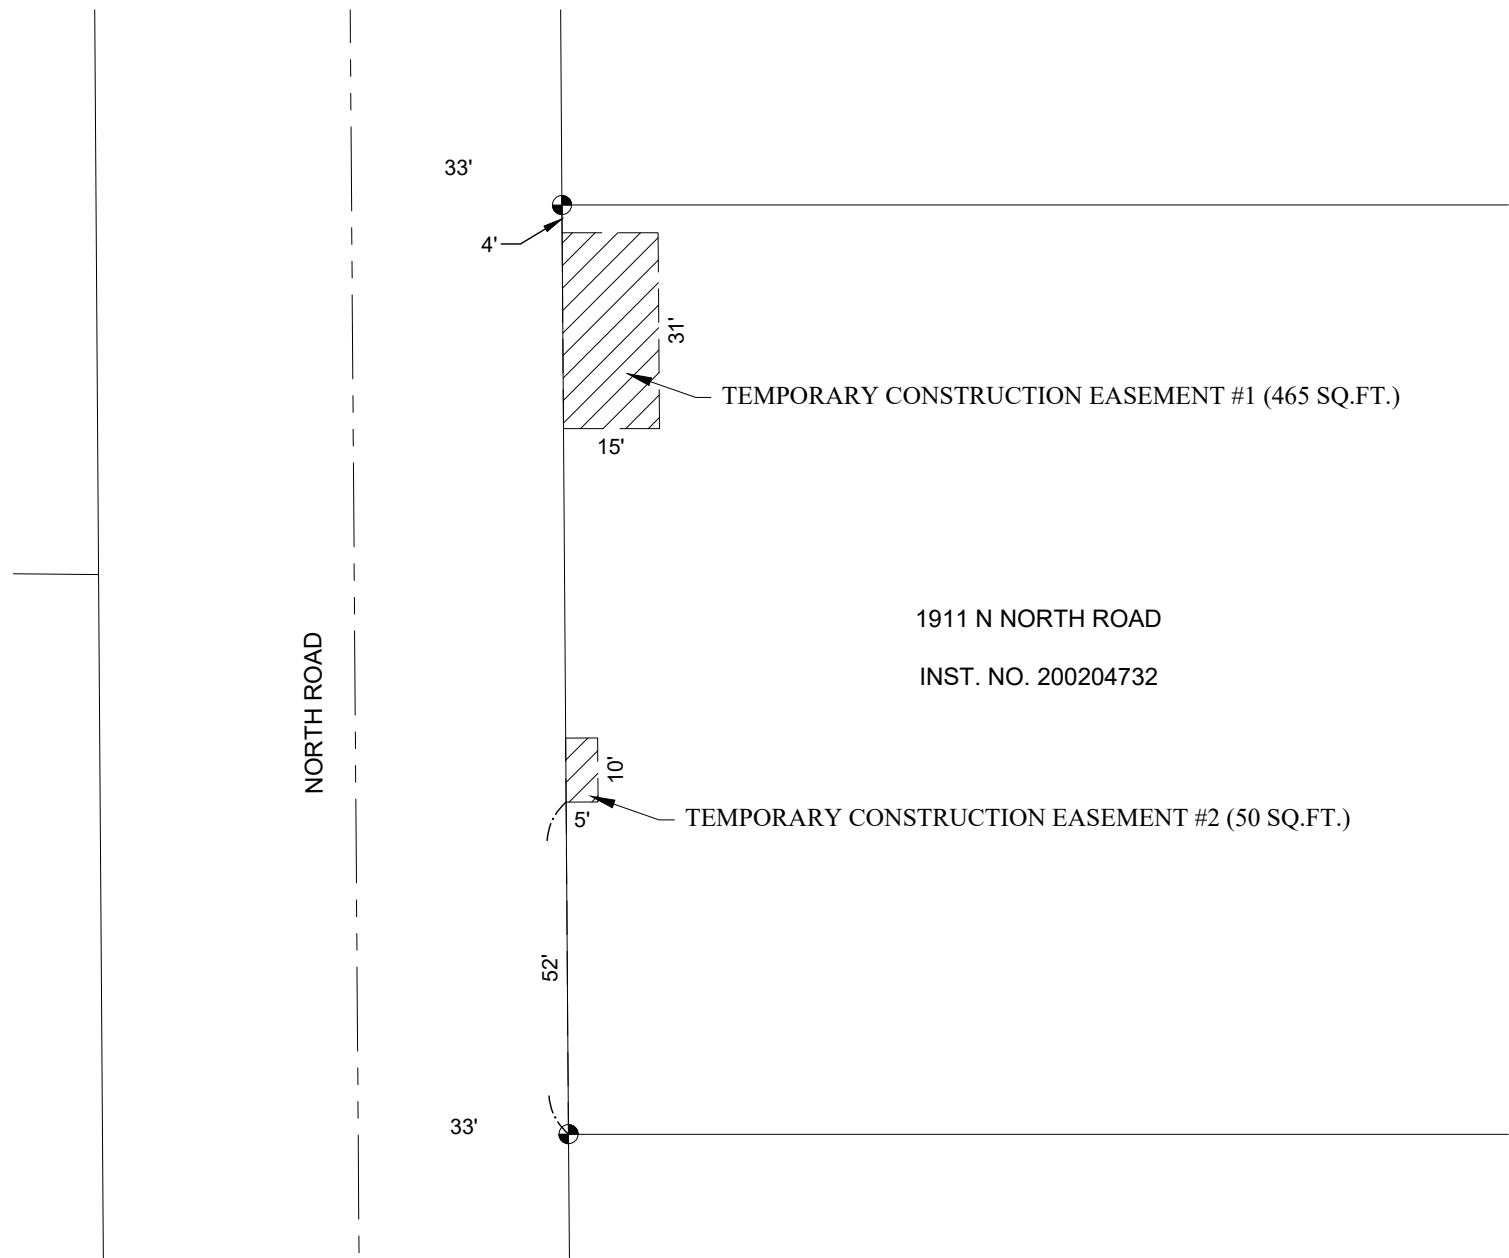 33'
4'
31'
TEMPORARY CONSTRUCTION EASEMENT #1 (465 SQ.FT.)
15'
1911 N NORTH ROAD
INST. NO. 200204732
NORTH ROAD
10'
5'
TEMPORARY CONSTRUCTION EASEMENT #2 (50 SQ.FT.)
52'
33'